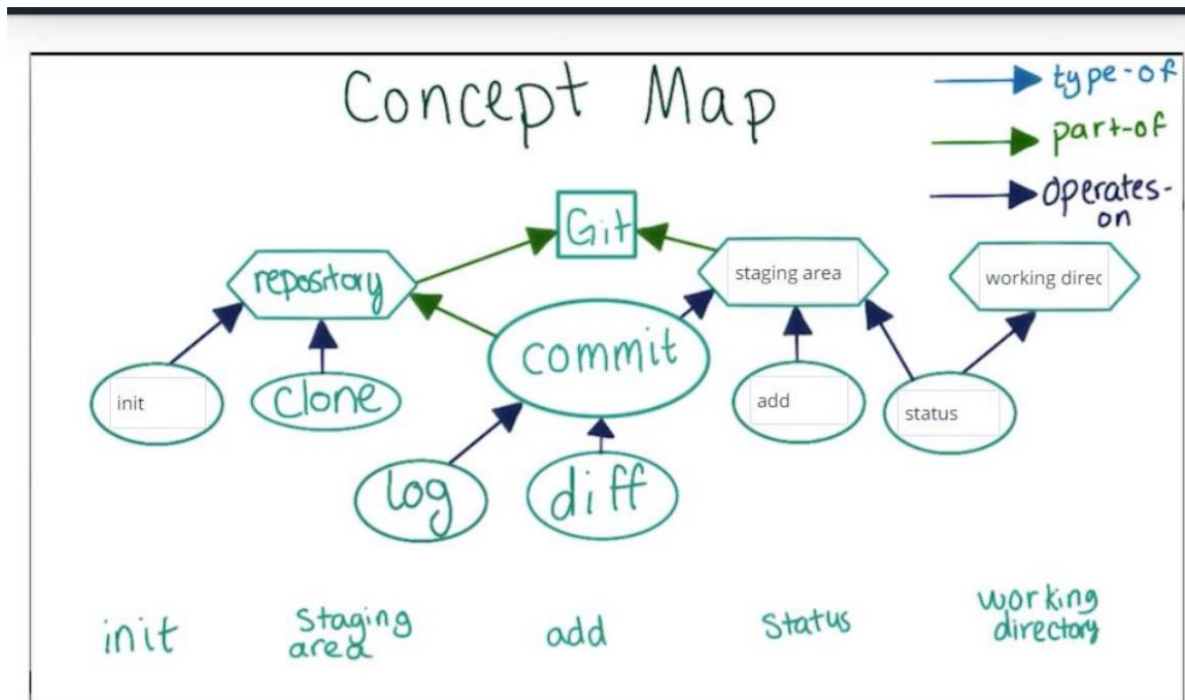 Concept Map
type-of
part-of
operates-
on
Git
repository
staging area
working direc
commit
init
clone
add
status
log
diff
init
staging
area
add
status
working
directory